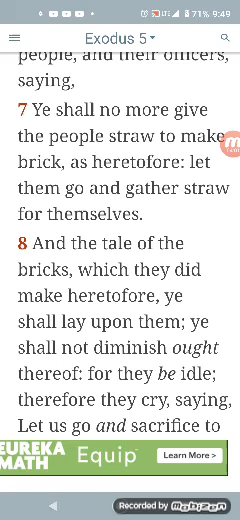 71% 9:49
Exodus 5
people, and their officers,
saying,
7 Ye shall no more give
the people straw to make
brick, as heretofore: let
them go and gather straw
for themselves.
8 And the tale of the
bricks, which they did
make heretofore, ye
shall lay upon them; ye
shall not diminish ought
thereof: for they be idle;
therefore they cry, saying,
Let us go and sacrifice to
EUREKA
MATH
Equip
Learn More >
Recorded by mobizen